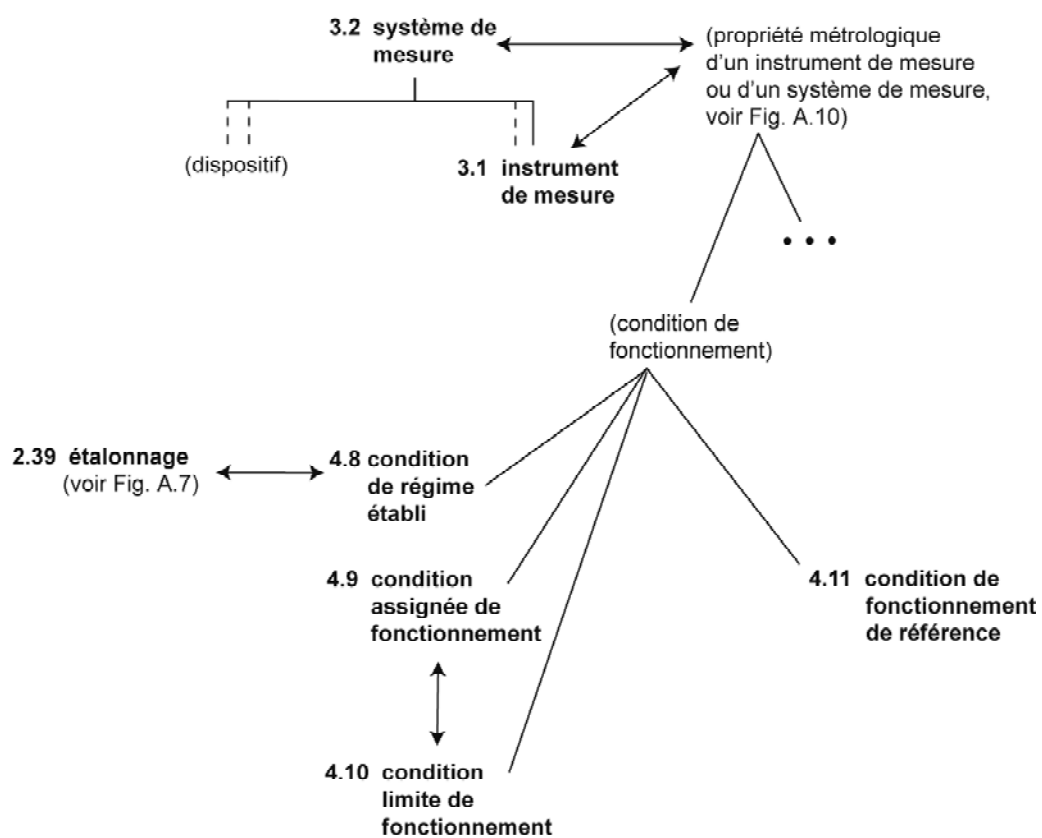 3.2 système de
mesure
(propriété métrologique
d'un instrument de mesure
ou d'un système de mesure,
voir Fig. A.10)
(dispositif)
3.1 instrument
de mesure
• • •
(condition de
fonctionnement)
2.39 étalonnage
(voir Fig. A.7)
4.8 condition
de régime
établi
4.9 condition
assignée de
fonctionnement
4.11 condition de
fonctionnement
de référence
4.10 condition
limite de
fonctionnement